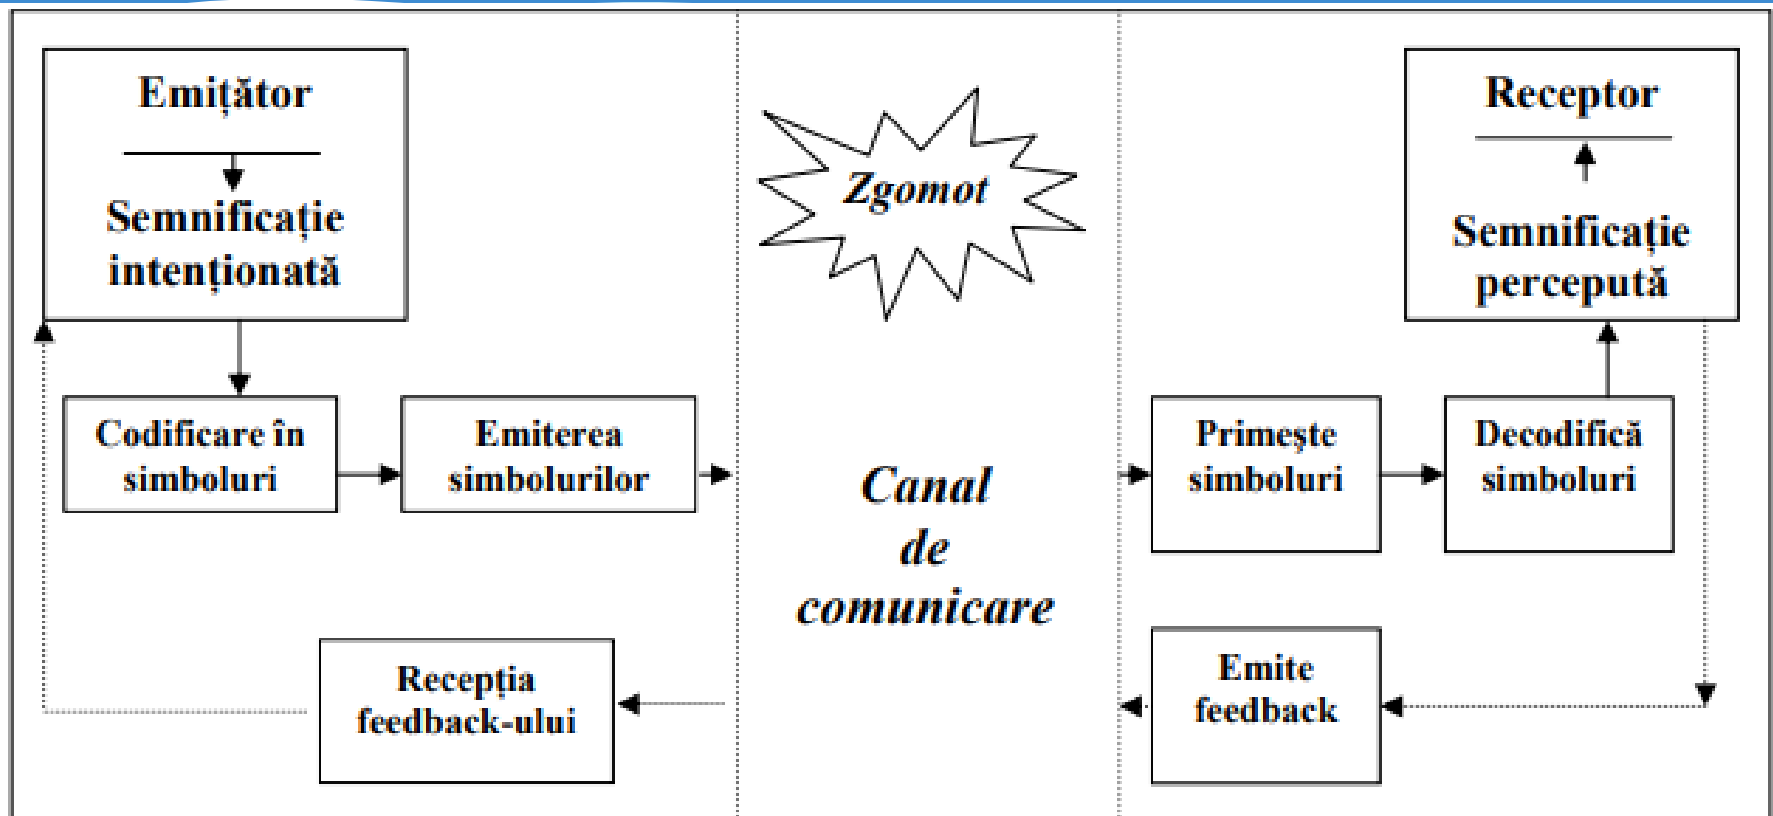 Emițător
Semnificație
intenționată
Codificare în
simboluri
Emiterea
simbolurilor
Recepția
feedback-ului
Zgomot
Canal
de
comunicare
Receptor
Semnificație
percepută
Primește
simboluri
Decodifică
simboluri
Emite
feedback